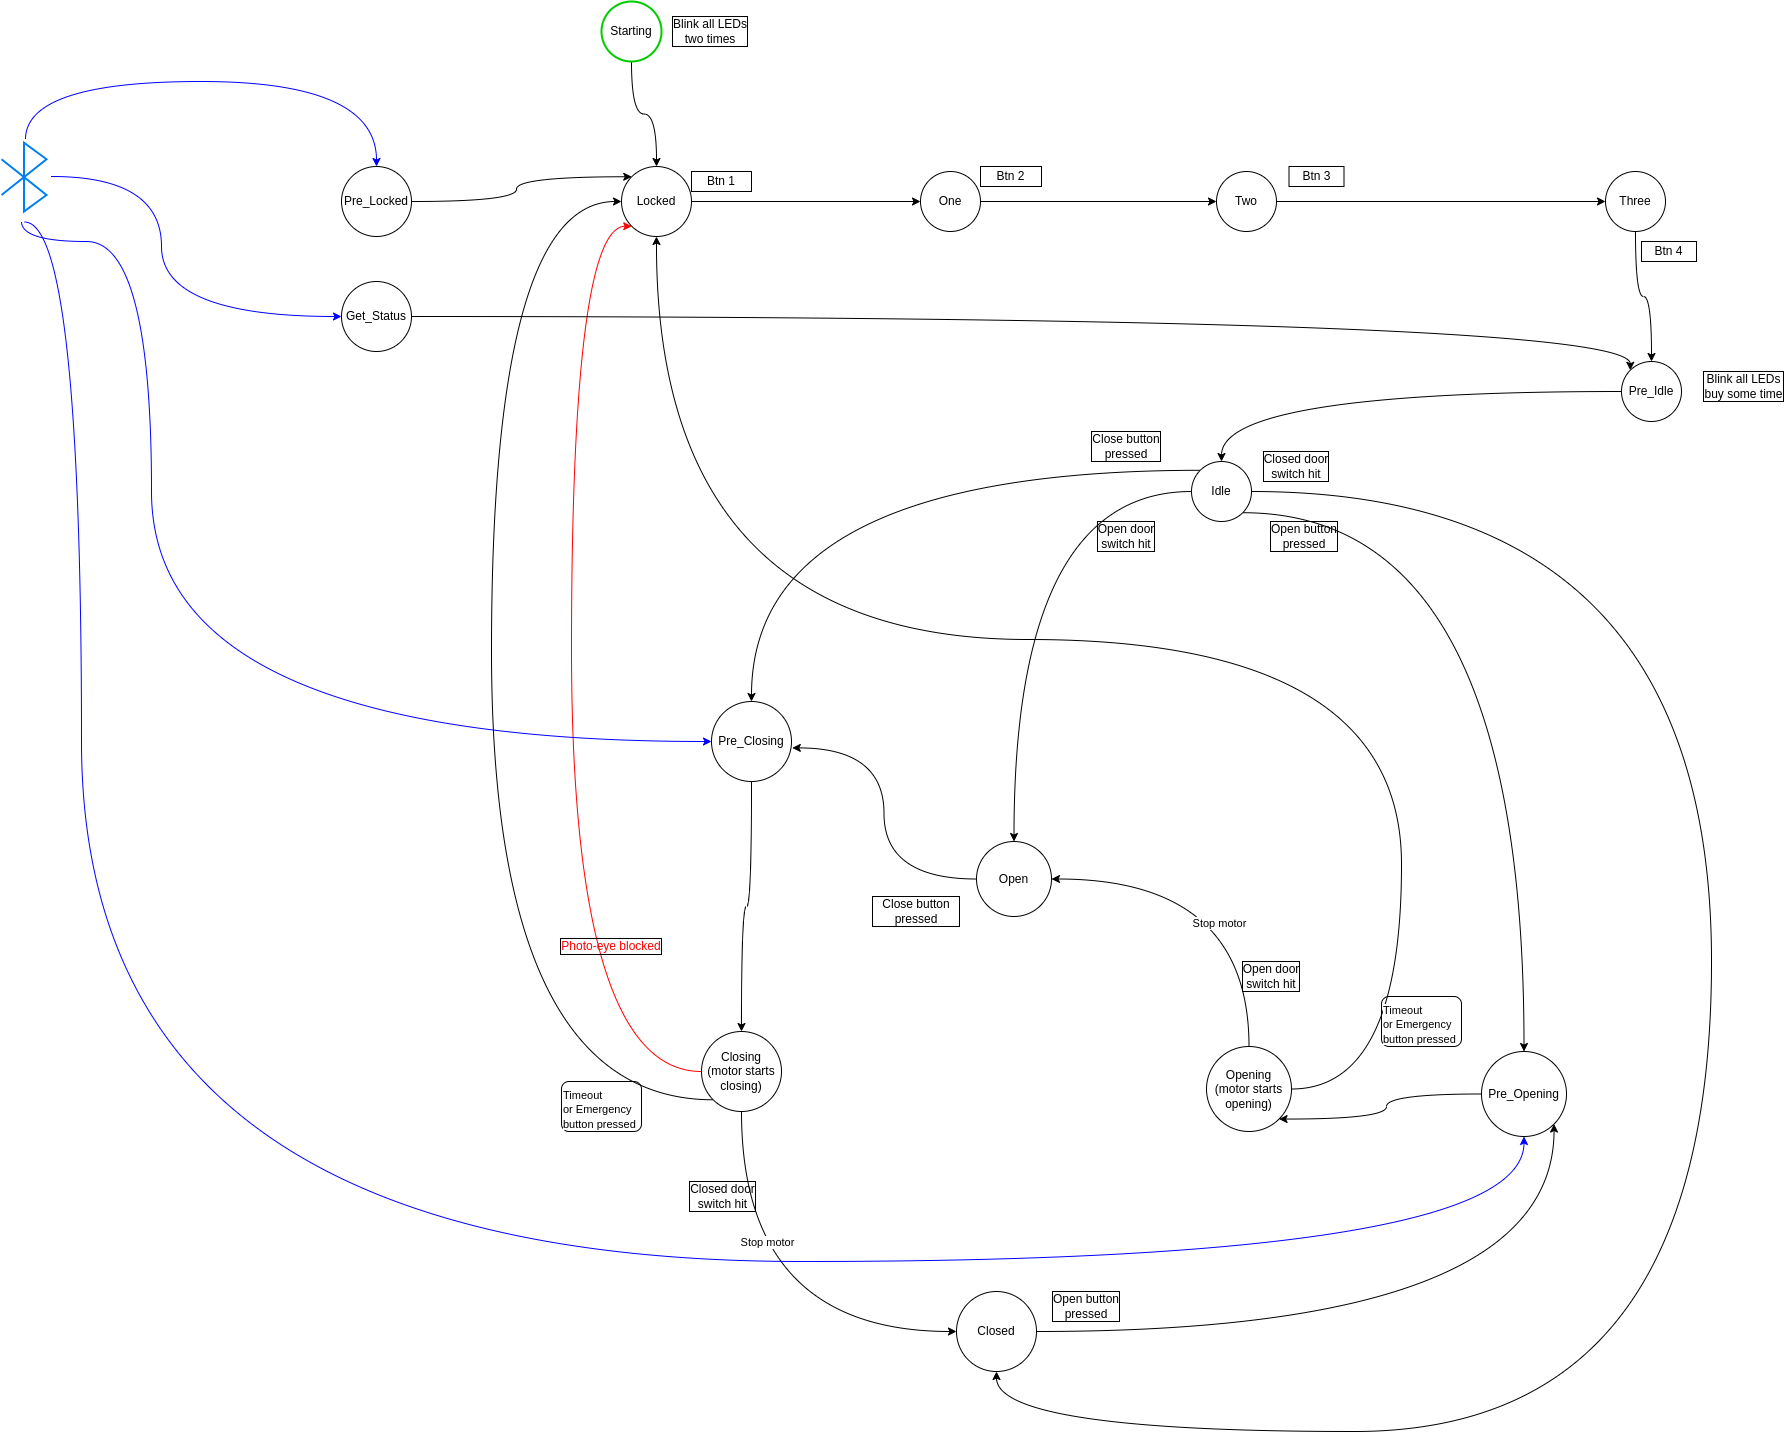 Starting
Blink all LEDs
two times
Pre_Locked
Locked
Btn 1
One
Btn 2
Two
Btn 3
Three
Btn 4
Get_Status
Pre_Idle
Blink all LEDs
buy some time
Close button
pressed
Idle
Closed door
switch hit
Open door
switch hit
Open button
pressed
Pre_Closing
Open
Close button
pressed
Stop motor
Photo-eye blocked
Open door
switch hit
Timeout
or Emergency
button pressed
Closing
(motor starts
closing)
Opening
(motor starts
opening)
Pre_Opening
Timeout
or Emergency
button pressed
Closed door
switch hit
Stop motor
Closed
Open button
pressed